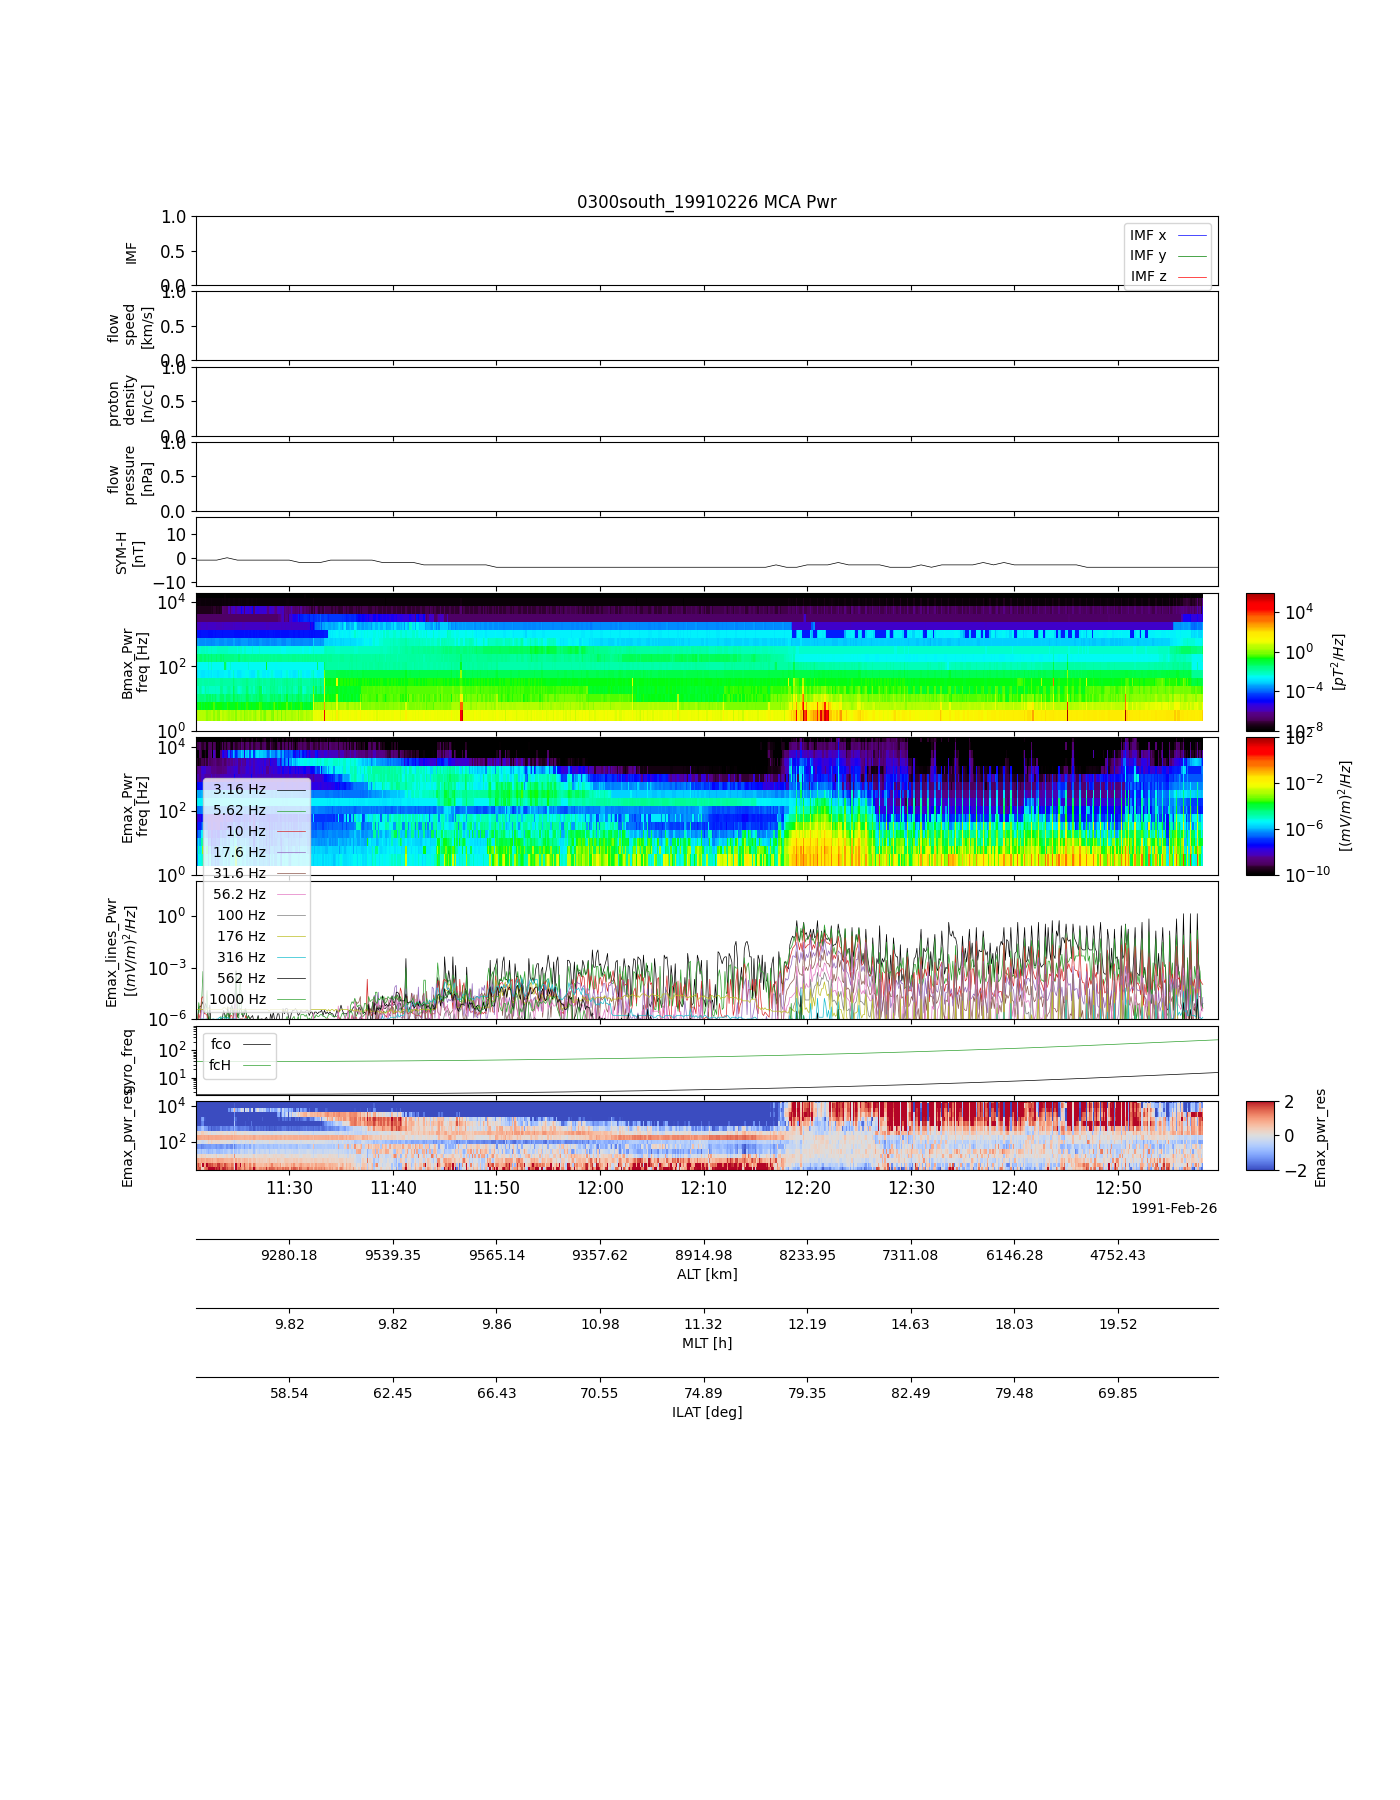 0300south_19910226 MCA Pwr
1.0
0.5
0.0
IMF
IMF x
IMF y
IMF z
1.0
0.5
0.0
flow
speed
[km/s]
1.0
0.5
0.0
proton
density
[n/cc]
1.0
0.5
0.0
flow
pressure
[nPa]
10
0
−10
SYM-H
[nT]
10^4
10^2
10^0
Bmax_Pwr
freq [Hz]
10^4
10^0
10^−4
10^−8
[pT^2/Hz]
10^4
10^2
10^0
Emax_Pwr
freq [Hz]
10^2
10^−2
10^−6
10^−10
[(mV/m)^2/Hz]
3.16 Hz
5.62 Hz
10 Hz
17.6 Hz
31.6 Hz
56.2 Hz
100 Hz
176 Hz
316 Hz
562 Hz
1000 Hz
10^0
10^−3
10^−6
Emax_lines_Pwr
[(mV/m)^2/Hz]
10^2
10^1
gyro_freq
fco
fcH
10^4
10^2
Emax_pwr_res
2
0
−2
Emax_pwr_res
11:30 11:40 11:50 12:00 12:10 12:20 12:30 12:40 12:50
1991-Feb-26
9280.18 9539.35 9565.14 9357.62 8914.98 8233.95 7311.08 6146.28 4752.43
ALT [km]
9.82 9.82 9.86 10.98 11.32 12.19 14.63 18.03 19.52
MLT [h]
58.54 62.45 66.43 70.55 74.89 79.35 82.49 79.48 69.85
ILAT [deg]